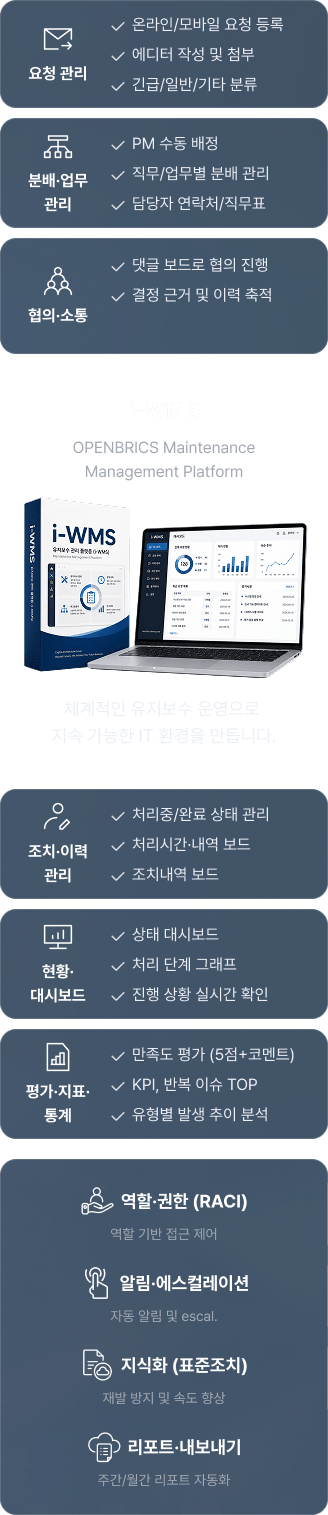 요청 관리
온라인/모바일 요청 등록
에디터 작성 및 첨부
긴급/일반/기타 분류
분배·업무
관리
PM 수동 배정
직무/업무별 분배 관리
담당자 연락처/직무표
협의·소통
댓글 보드로 협의 진행
결정 근거 및 이력 축적
OPENBRICS Maintenance
Management Platform
i-WMS
i-WMS
유지보수 관리 플랫폼 (i-WMS)
i-WMS
128
체계적인 유지보수 운영으로
지속 가능한 IT 환경을 만듭니다.
조치·이력
관리
처리중/완료 상태 관리
처리시간·내역 보드
조치내역 보드
현황·
대시보드
상태 대시보드
처리 단계 그래프
진행 상황 실시간 확인
평가·지표·
통계
만족도 평가 (5점+코멘트)
KPI, 반복 이슈 TOP
유형별 발생 추이 분석
역할·권한 (RACI)
역할 기반 접근 제어
알림·에스컬레이션
자동 알림 및 escal.
지식화 (표준조치)
재발 방지 및 속도 향상
리포트·내보내기
주간/월간 리포트 자동화